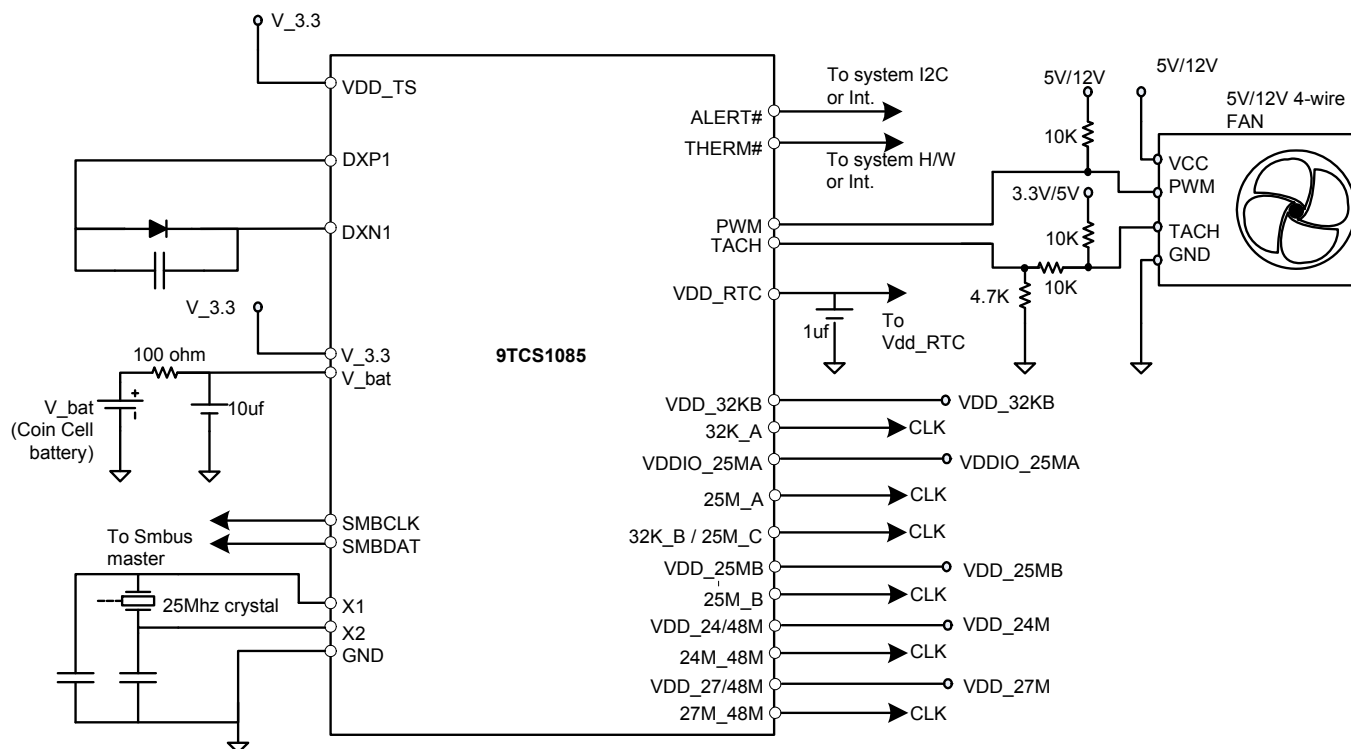 V_3.3
VDD_TS
DXP1
DXN1
V_3.3
V_3.3
100 ohm
V_bat
10uf
V_bat
(Coin Cell
battery)
SMBCLK
SMBDAT
To Smbus
master
25Mhz crystal
X1
X2
GND
9TCS1085
ALERT#
To system I2C
or Int.
THERM#
To system H/W
or Int.
PWM
TACH
VDD_RTC
1uf
To
Vdd_RTC
5V/12V
10K
3.3V/5V
10K
10K
4.7K
5V/12V
5V/12V 4-wire
FAN
VCC
PWM
TACH
GND
VDD_32KB
VDD_32KB
32K_A
CLK
VDDIO_25MA
VDDIO_25MA
25M_A
CLK
32K_B / 25M_C
CLK
VDD_25MB
VDD_25MB
25M_B
CLK
VDD_24/48M
VDD_24M
24M_48M
CLK
VDD_27/48M
VDD_27M
27M_48M
CLK